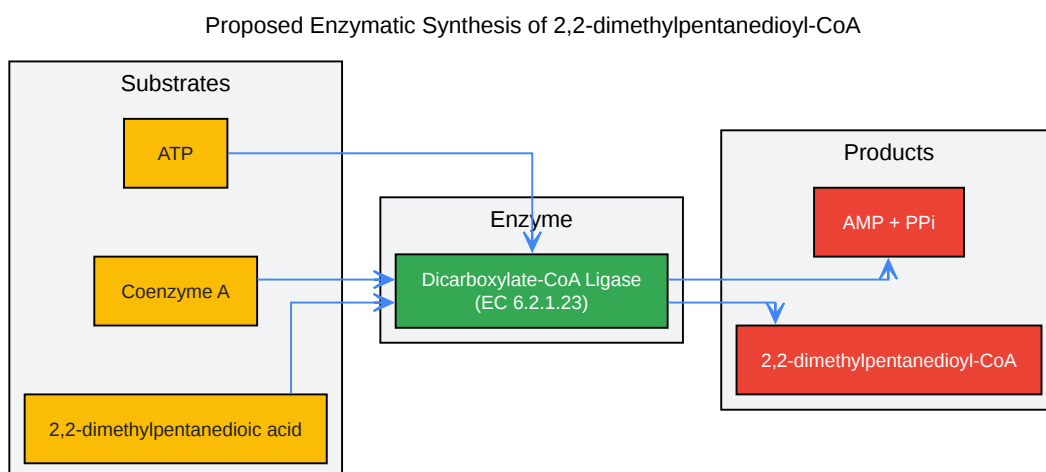 Proposed Enzymatic Synthesis of 2,2-dimethylpentanedioyl-CoA
Substrates
ATP
Coenzyme A
2,2-dimethylpentanedioic acid
Enzyme
Dicarboxylate-CoA Ligase
(EC 6.2.1.23)
Products
AMP + PPi
2,2-dimethylpentanedioyl-CoA